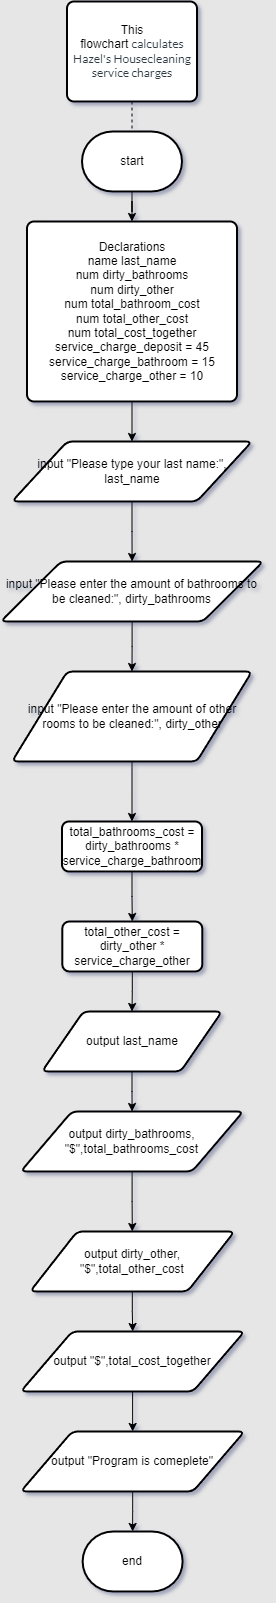 This
flowchart calculates
Hazel's Housecleaning
service charges
start
Declarations
name last_name
num dirty_bathrooms
num dirty_other
num total_bathroom_cost
num total_other_cost
num total_cost_together
service_charge_deposit = 45
service_charge_bathroom = 15
service_charge_other = 10
input "Please type your last name:",
last_name
input "Please enter the amount of bathrooms to
be cleaned:", dirty_bathrooms
input "Please enter the amount of other
rooms to be cleaned:", dirty_other
total_bathrooms_cost =
dirty_bathrooms *
service_charge_bathroom
total_other_cost =
dirty_other *
service_charge_other
output last_name
output dirty_bathrooms,
"$",total_bathrooms_cost
output dirty_other,
"$",total_other_cost
output "$",total_cost_together
output "Program is comeplete"
end